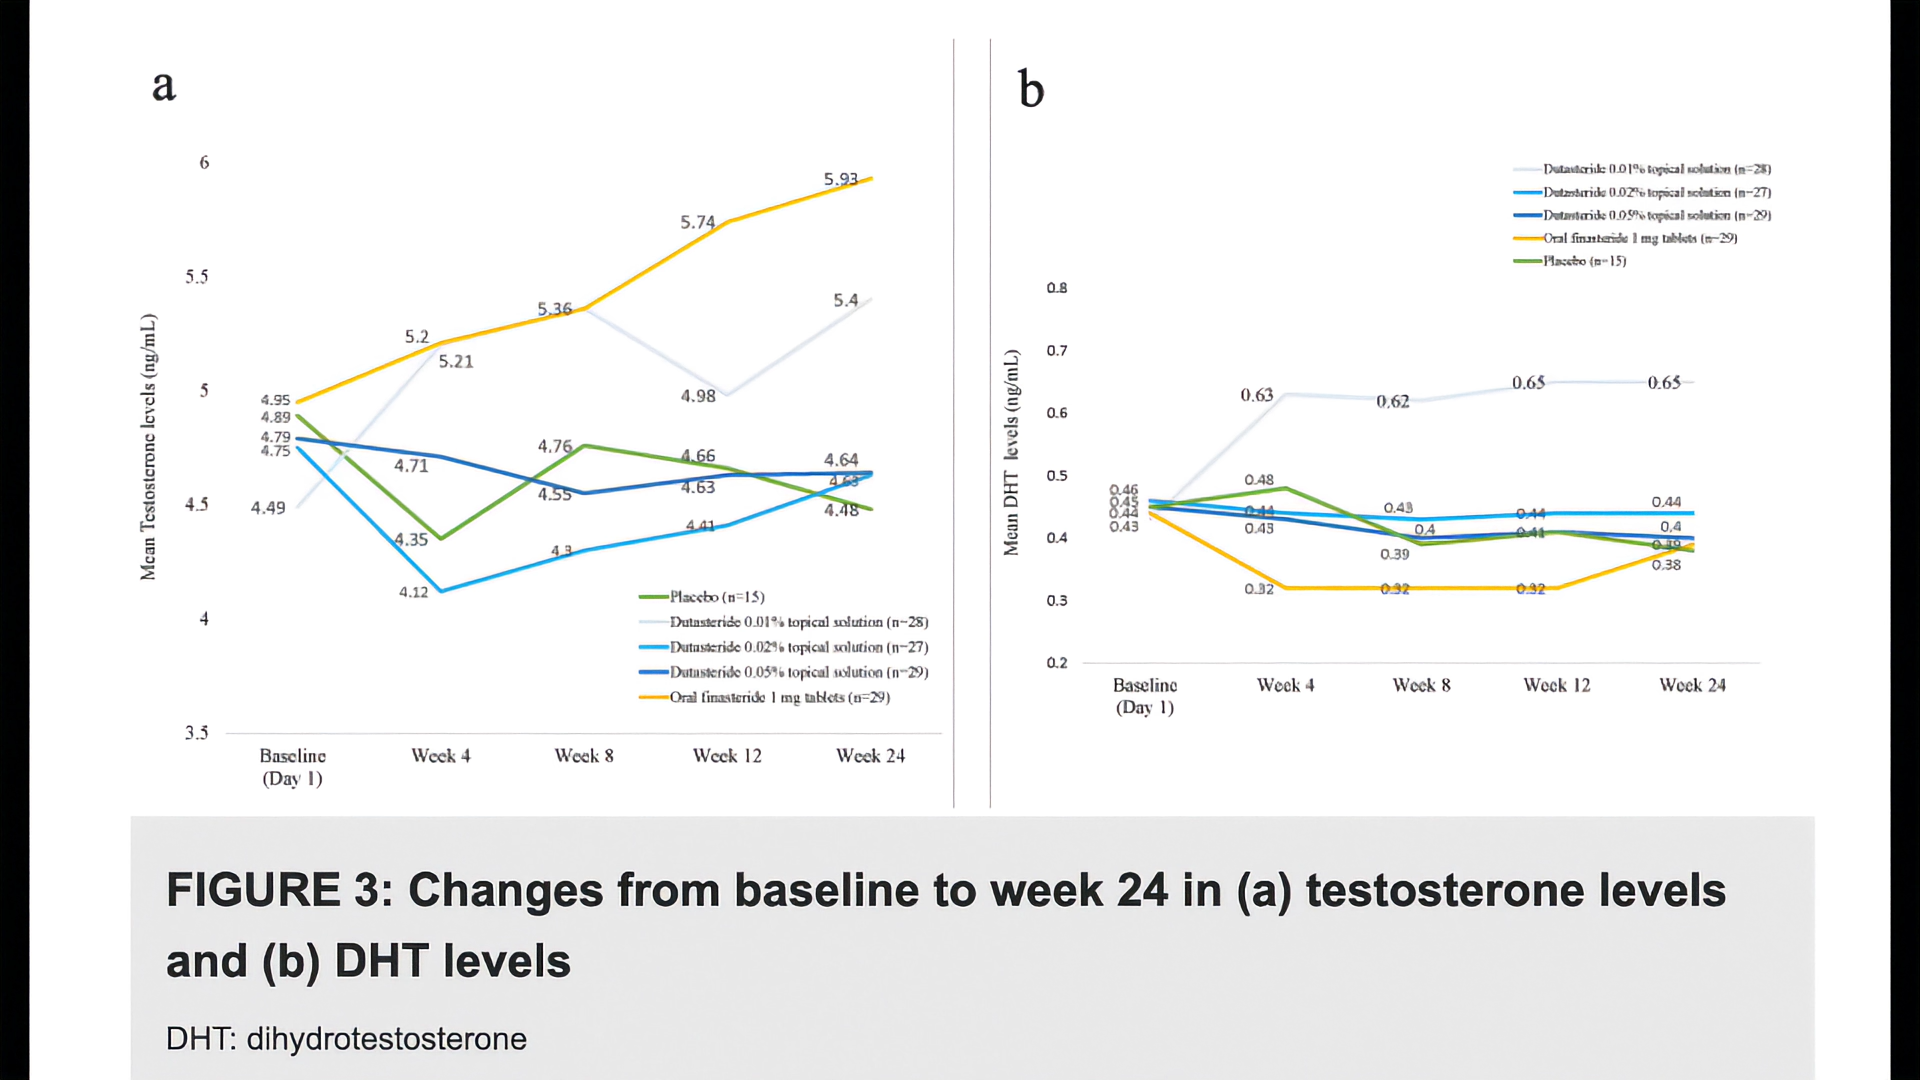 a
6
5.5
5
4.5
4
3.5
Mean Testosterone levels (ng/mL)
4.95
4.89
4.79
4.75
4.49
5.2
5.21
4.71
4.35
4.12
5.36
4.76
4.55
4.3
5.74
4.98
4.66
4.63
4.41
5.93
5.4
4.64
4.63
4.48
Placebo (n=15)
Dutasteride 0.01% topical solution (n=28)
Dutasteride 0.02% topical solution (n=27)
Dutasteride 0.05% topical solution (n=29)
Oral finasteride 1 mg tablets (n=29)
Baseline (Day 1)
Week 4
Week 8
Week 12
Week 24
b
Dutasteride 0.01% topical solution (n=28)
Dutasteride 0.02% topical solution (n=27)
Dutasteride 0.05% topical solution (n=29)
Oral finasteride 1 mg tablets (n=29)
Placebo (n=15)
0.8
0.7
0.6
0.5
0.4
0.3
0.2
Mean DHT levels (ng/mL)
0.46
0.45
0.44
0.43
0.63
0.48
0.44
0.43
0.32
0.62
0.43
0.4
0.39
0.32
0.65
0.44
0.41
0.32
0.65
0.44
0.4
0.39
0.38
Baseline (Day 1)
Week 4
Week 8
Week 12
Week 24
FIGURE 3: Changes from baseline to week 24 in (a) testosterone levels
and (b) DHT levels
DHT: dihydrotestosterone